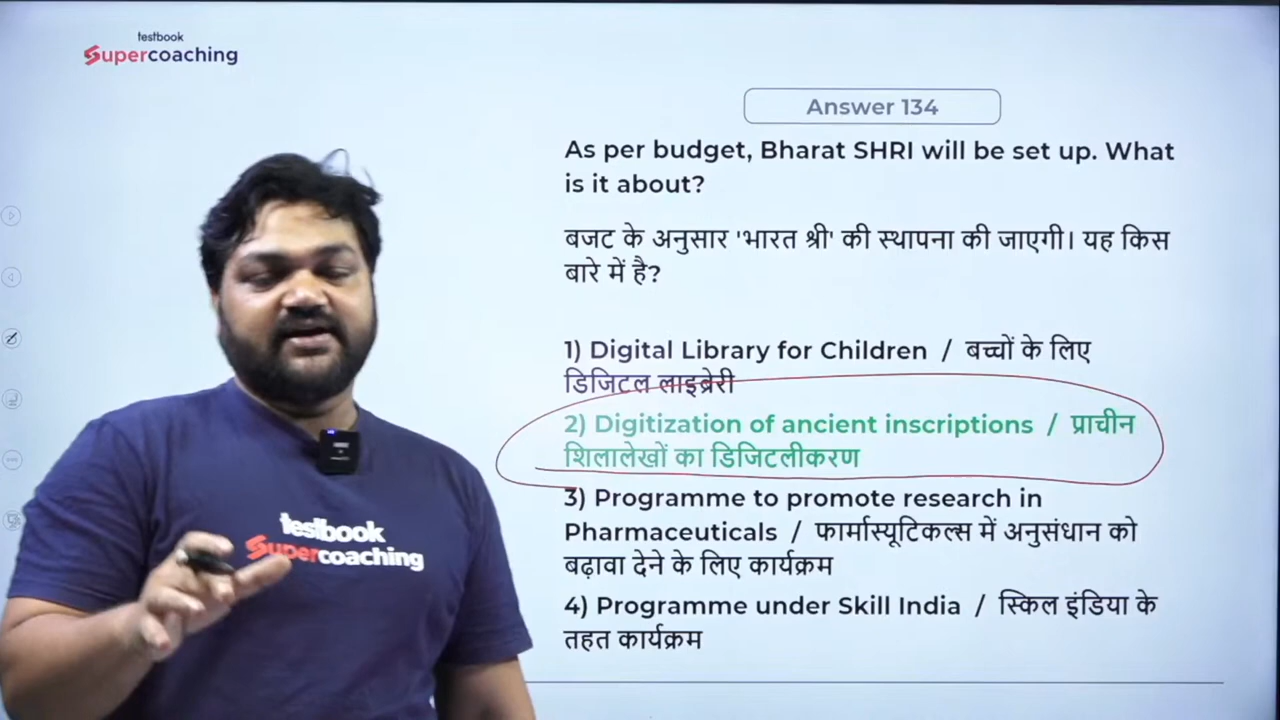 testbook
Supercoaching
Answer 134
As per budget, Bharat SHRI will be set up. What
is it about?
बजट के अनुसार 'भारत श्री' की स्थापना की जाएगी। यह किस
बारे में है?
1) Digital Library for Children / बच्चों के लिए
डिजिटल लाइब्रेरी
2) Digitization of ancient inscriptions / प्राचीन
शिलालेखों का डिजिटलीकरण
3) Programme to promote research in
Pharmaceuticals / फार्मास्यूटिकल्स में अनुसंधान को
बढ़ावा देने के लिए कार्यक्रम
4) Programme under Skill India / स्किल इंडिया के
तहत कार्यक्रम
testbook
Supercoaching